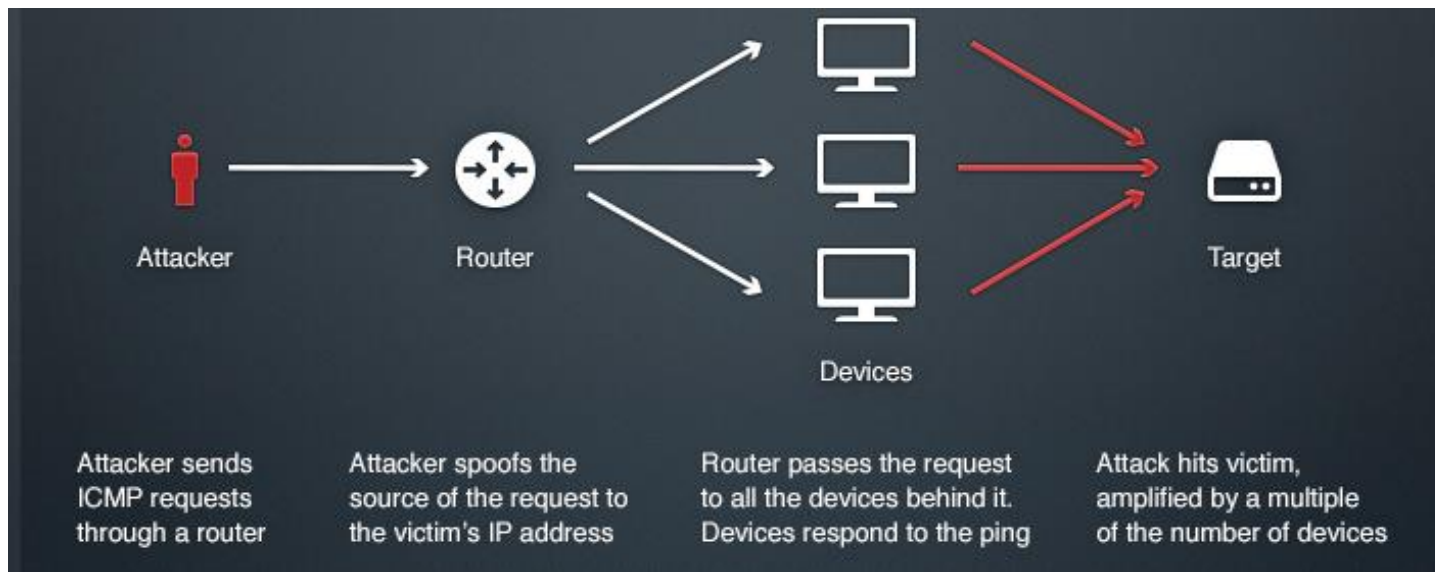 Attacker
Router
Devices
Target
Attacker sends
ICMP requests
through a router
Attacker spoofs the
source of the request to
the victim's IP address
Router passes the request
to all the devices behind it.
Devices respond to the ping
Attack hits victim,
amplified by a multiple
of the number of devices